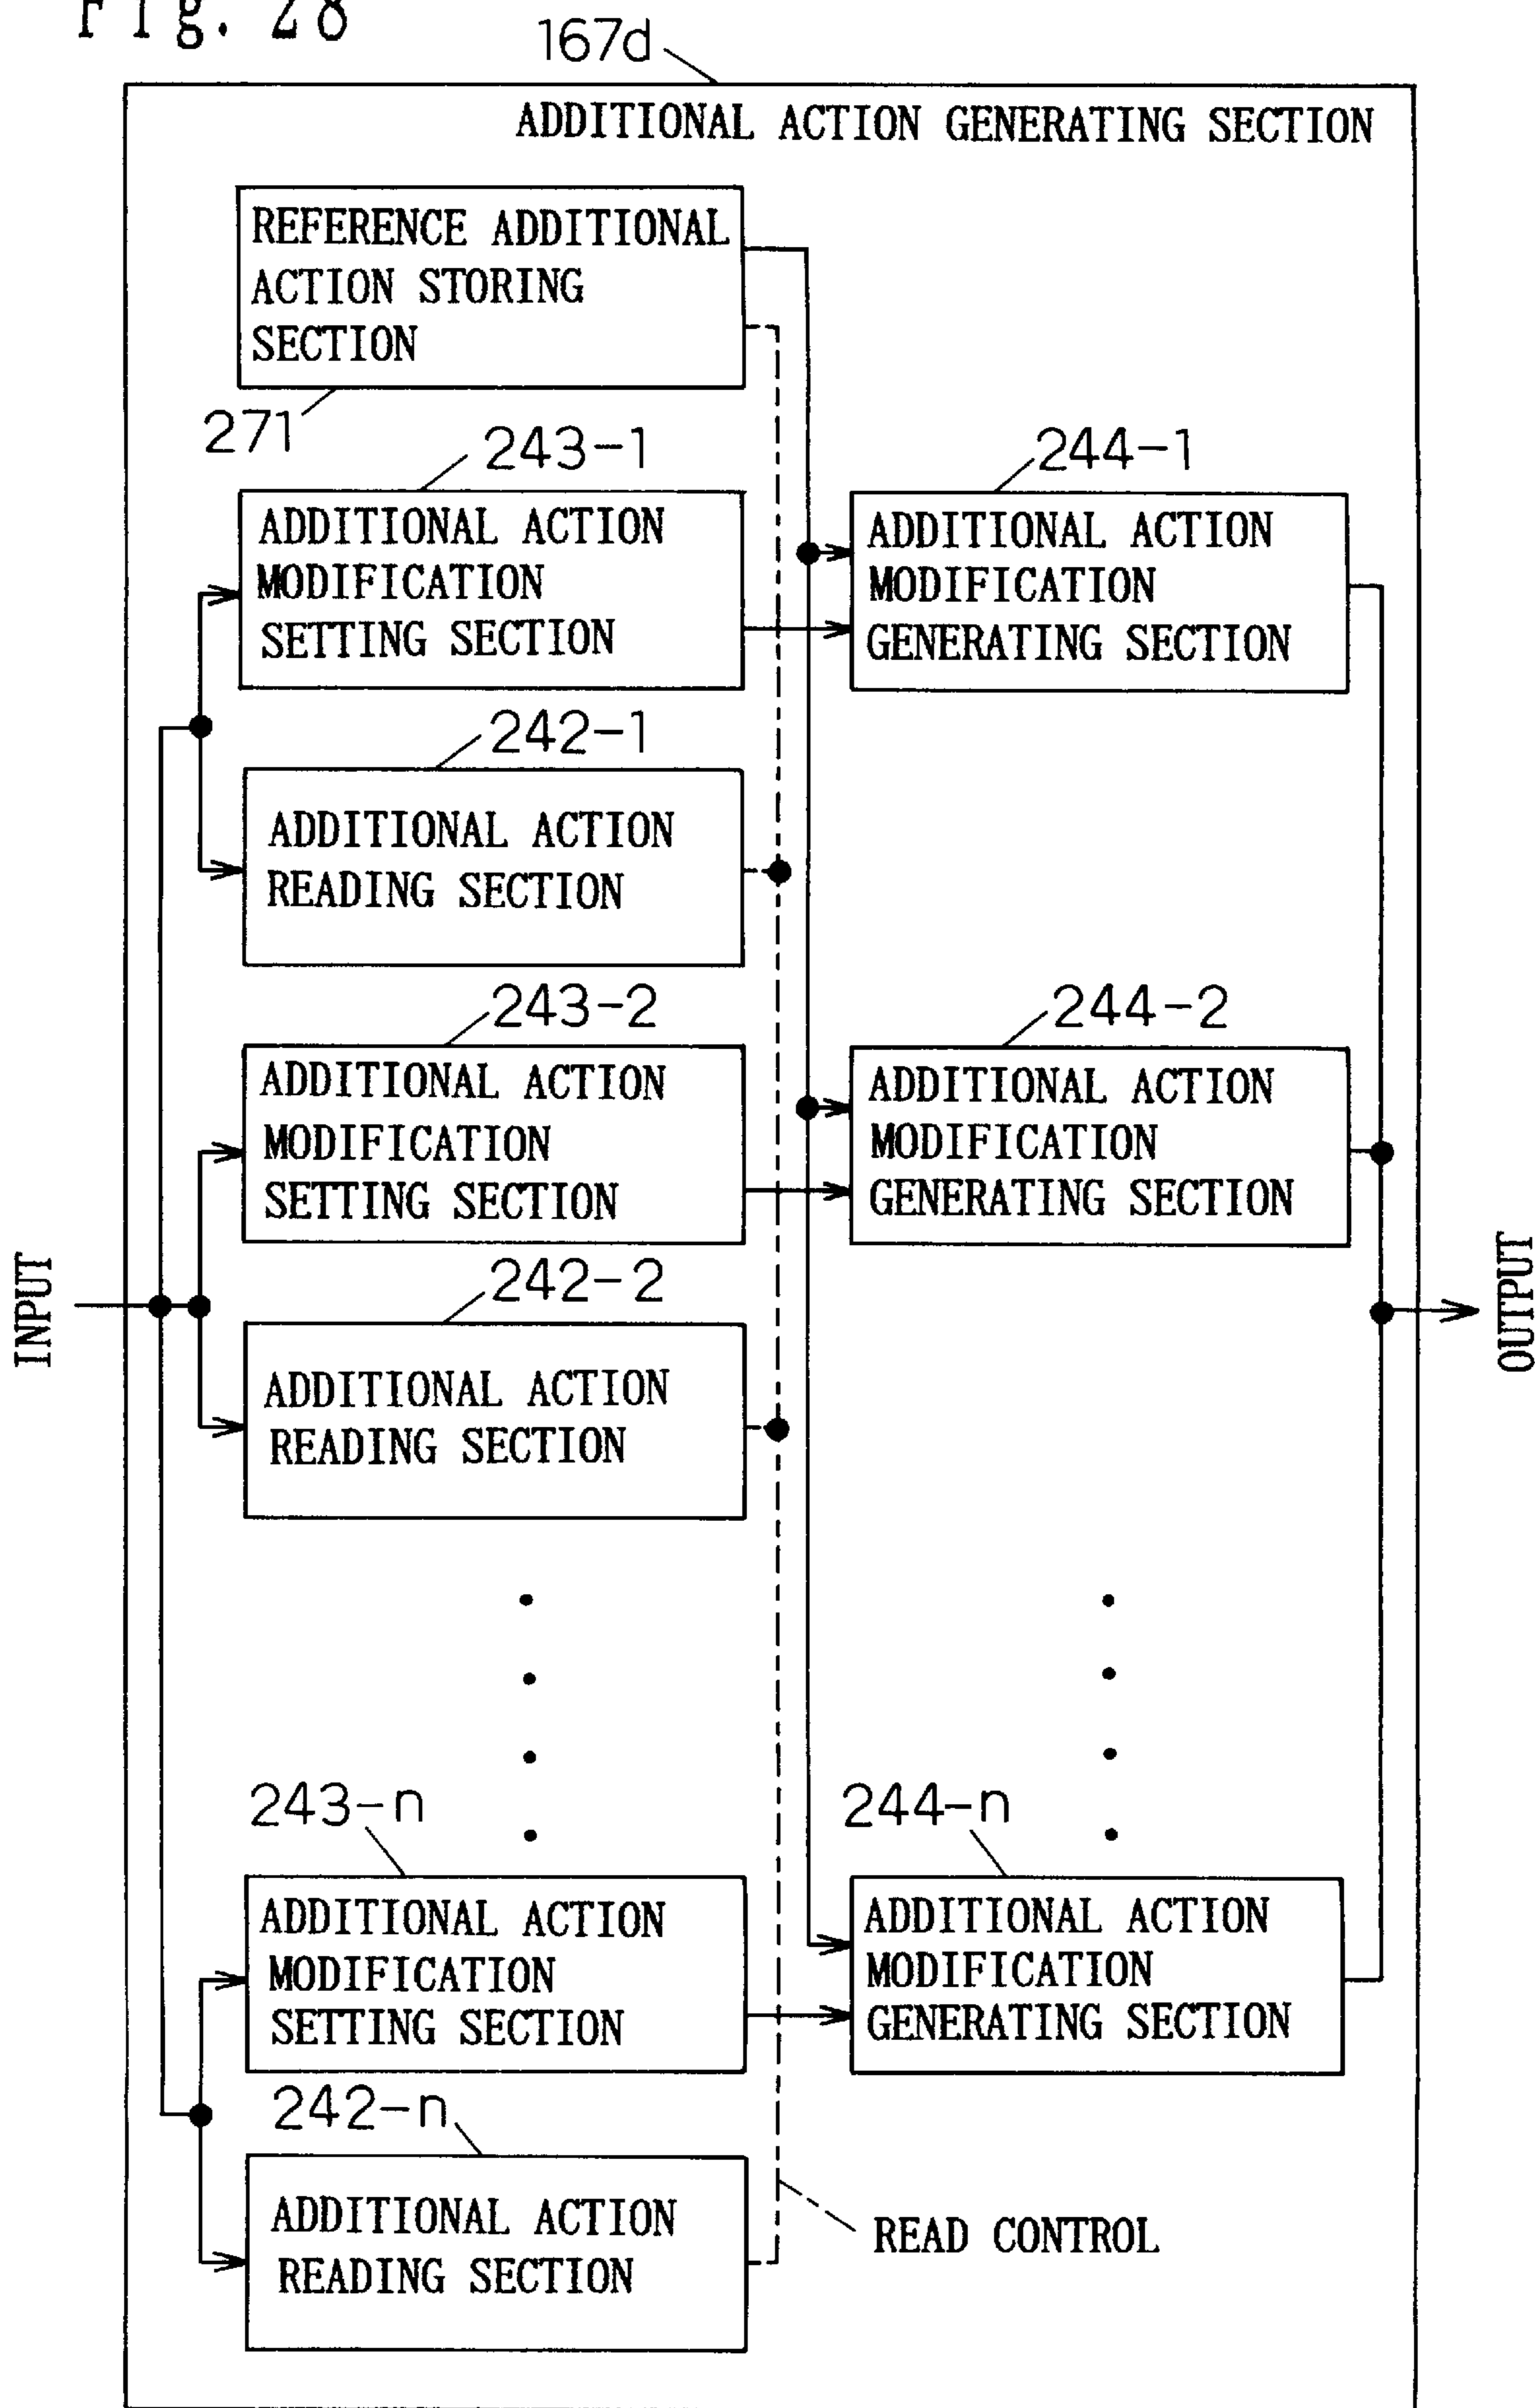 Fig. 28
167d
ADDITIONAL ACTION GENERATING SECTION
REFERENCE ADDITIONAL
ACTION STORING
SECTION
271
243-1
244-1
ADDITIONAL ACTION
MODIFICATION
SETTING SECTION
ADDITIONAL ACTION
MODIFICATION
GENERATING SECTION
242-1
ADDITIONAL ACTION
READING SECTION
243-2
244-2
ADDITIONAL ACTION
MODIFICATION
SETTING SECTION
ADDITIONAL ACTION
MODIFICATION
GENERATING SECTION
INPUT
OUTPUT
242-2
ADDITIONAL ACTION
READING SECTION
243-n
244-n
ADDITIONAL ACTION
MODIFICATION
SETTING SECTION
ADDITIONAL ACTION
MODIFICATION
GENERATING SECTION
242-n
ADDITIONAL ACTION
READING SECTION
READ CONTROL